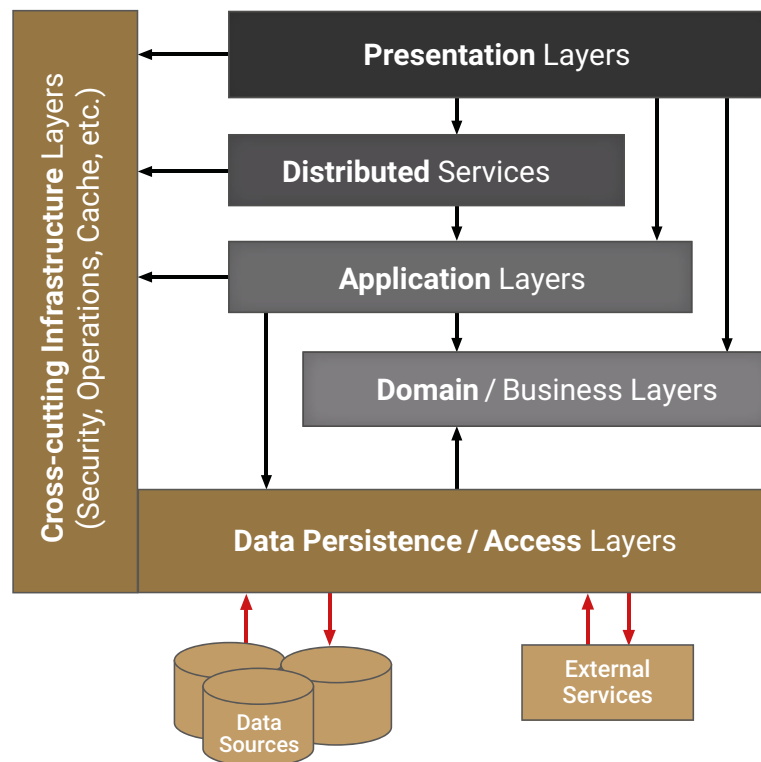 Cross-cutting Infrastructure Layers
(Security, Operations, Cache, etc.)
Presentation Layers
Distributed Services
Application Layers
Domain / Business Layers
Data Persistence / Access Layers
Data
Sources
External
Services